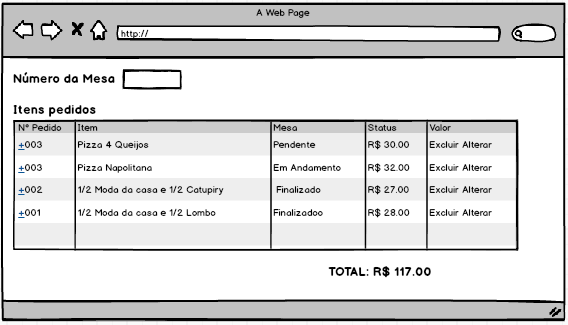 A Web Page
http://
Número da Mesa
Itens pedidos
Nº Pedido Item Mesa Status Valor
+003 Pizza 4 Queijos Pendente R$ 30.00 Excluir Alterar
+003 Pizza Napolitana Em Andamento R$ 32.00 Excluir Alterar
+002 1/2 Moda da casa e 1/2 Catupiry Finalizado R$ 27.00 Excluir Alterar
+001 1/2 Moda da casa e 1/2 Lombo Finalizadoo R$ 28.00 Excluir Alterar
TOTAL: R$ 117.00